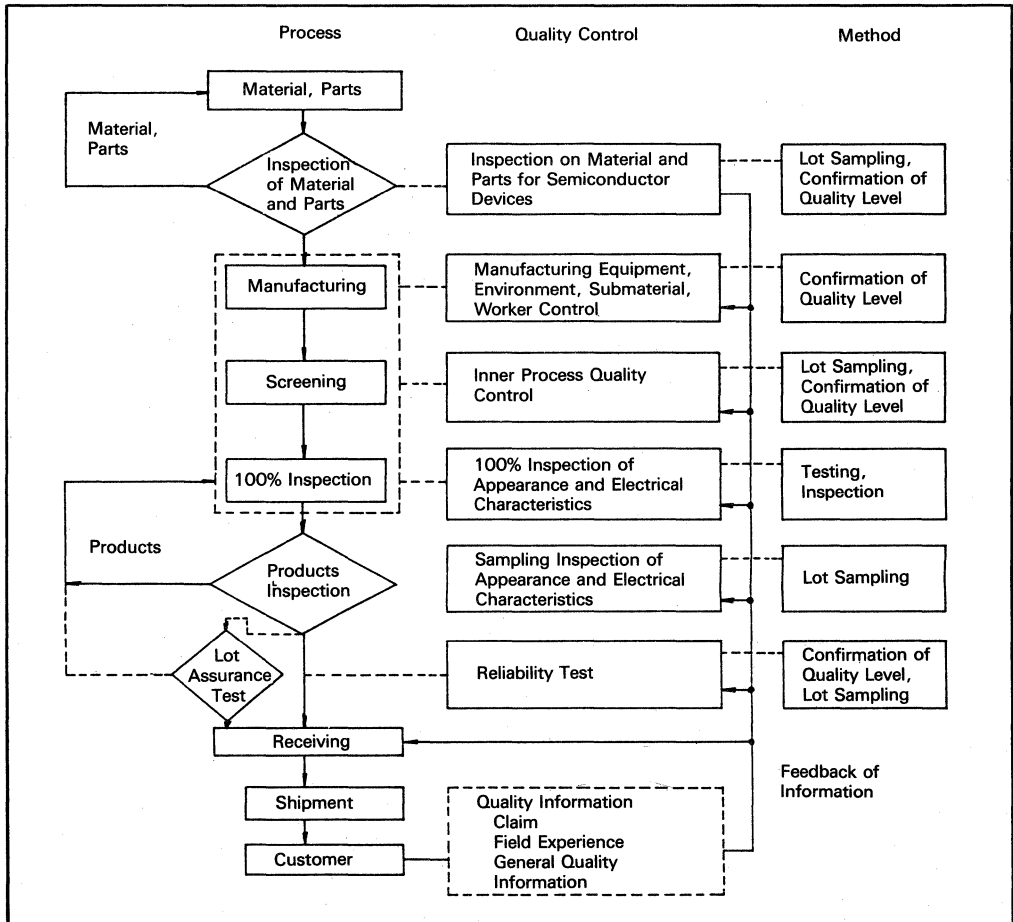 Process
Quality Control
Method
Material, Parts
Material,
Parts
Inspection
of Material
and Parts
Inspection on Material and
Parts for Semiconductor
Devices
Lot Sampling,
Confirmation of
Quality Level
Manufacturing
Manufacturing Equipment,
Environment, Submaterial,
Worker Control
Confirmation of
Quality Level
Screening
Inner Process Quality
Control
Lot Sampling,
Confirmation of
Quality Level
100% Inspection
100% Inspection of
Appearance and Electrical
Characteristics
Testing,
Inspection
Products
Products
Inspection
Sampling Inspection of
Appearance and Electrical
Characteristics
Lot Sampling
Lot
Assurance
Test
Reliability Test
Confirmation of
Quality Level,
Lot Sampling
Receiving
Feedback of
Information
Shipment
Quality Information
Claim
Field Experience
General Quality
Information
Customer